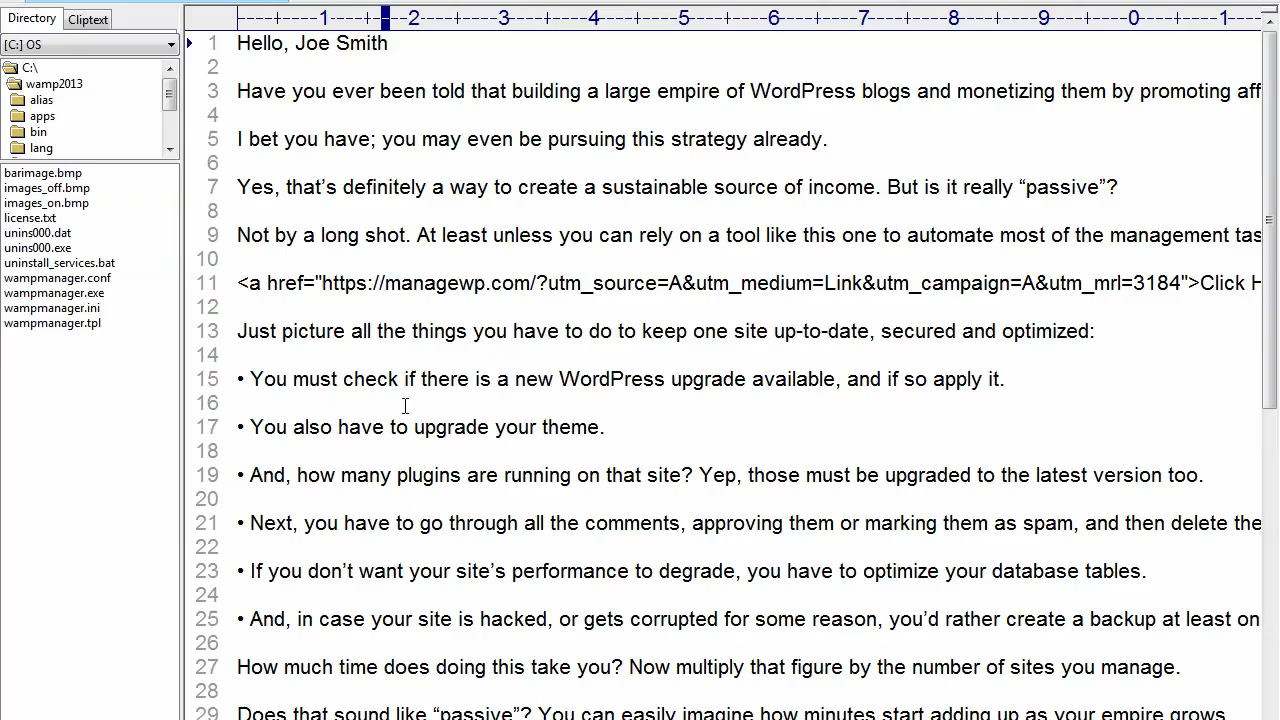 Directory
Cliptext
[C:] OS
C:\
wamp2013
alias
apps
bin
lang
barimage.bmp
images_off.bmp
images_on.bmp
license.txt
unins000.dat
unins000.exe
uninstall_services.bat
wampmanager.conf
wampmanager.exe
wampmanager.ini
wampmanager.tpl
----+----1----+----2----+----3----+----4----+----5----+----6----+----7----+----8----+----9----+----0----+----1----
1 Hello, Joe Smith
2
3 Have you ever been told that building a large empire of WordPress blogs and monetizing them by promoting aff
4
5 I bet you have; you may even be pursuing this strategy already.
6
7 Yes, that’s definitely a way to create a sustainable source of income. But is it really “passive”?
8
9 Not by a long shot. At least unless you can rely on a tool like this one to automate most of the management tas
10
11 <a href="https://managewp.com/?utm_source=A&utm_medium=Link&utm_campaign=A&utm_mrl=3184">Click H
12
13 Just picture all the things you have to do to keep one site up-to-date, secured and optimized:
14
15 • You must check if there is a new WordPress upgrade available, and if so apply it.
16
17 • You also have to upgrade your theme.
18
19 • And, how many plugins are running on that site? Yep, those must be upgraded to the latest version too.
20
21 • Next, you have to go through all the comments, approving them or marking them as spam, and then delete the
22
23 • If you don’t want your site’s performance to degrade, you have to optimize your database tables.
24
25 • And, in case your site is hacked, or gets corrupted for some reason, you’d rather create a backup at least on
26
27 How much time does doing this take you? Now multiply that figure by the number of sites you manage.
28
29 Does that sound like “passive”? You can easily imagine how minutes start adding up as your empire grows